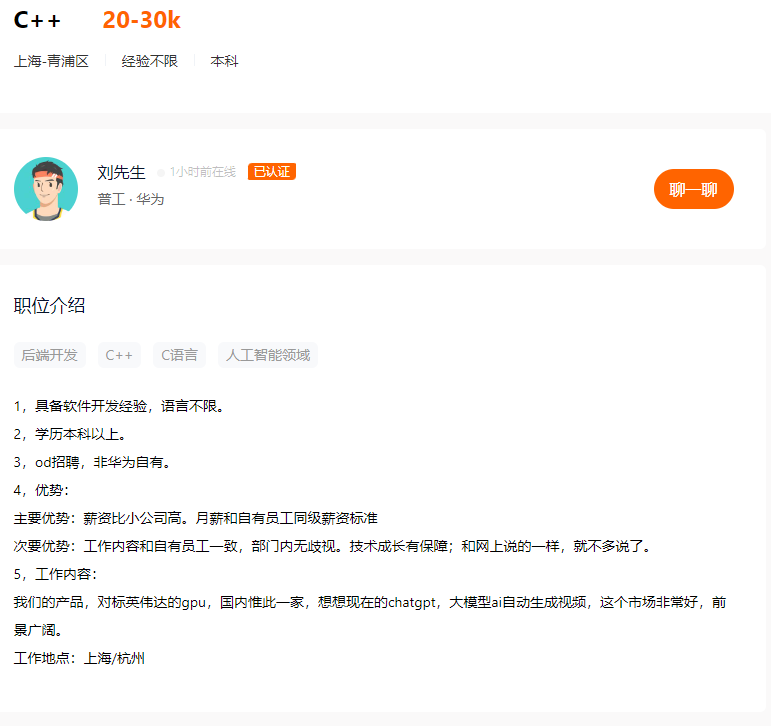 C++ 20-30k
上海-青浦区 经验不限 本科
刘先生 1小时前在线 已认证
普工 · 华为
聊一聊
职位介绍
后端开发 C++ C语言 人工智能领域
1，具备软件开发经验，语言不限。
2，学历本科以上。
3，od招聘，非华为自有。
4，优势：
主要优势：薪资比小公司高。月薪和自有员工同级薪资标准
次要优势：工作内容和自有员工一致，部门内无歧视。技术成长有保障；和网上说的一样，就不多说了。
5，工作内容：
我们的产品，对标英伟达的gpu，国内惟此一家，想想现在的chatgpt，大模型ai自动生成视频，这个市场非常好，前
景广阔。
工作地点：上海/杭州